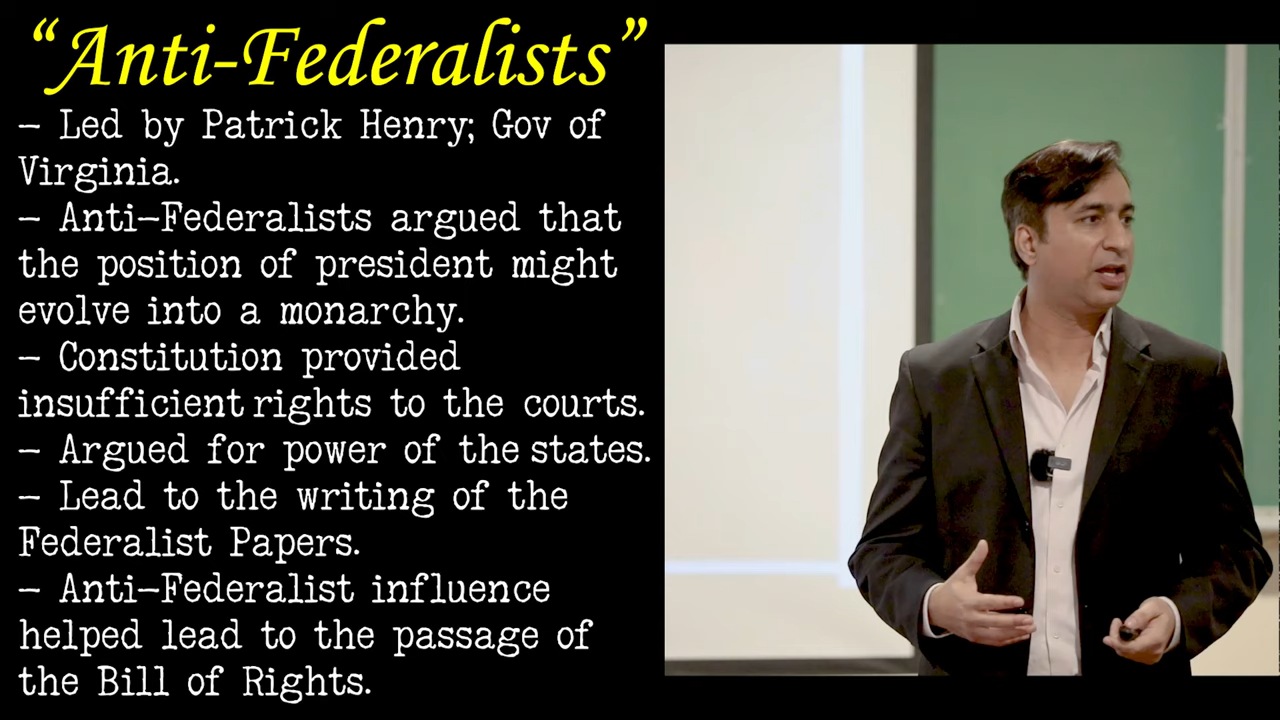 “Anti-Federalists”
– Led by Patrick Henry; Gov of
Virginia.
– Anti-Federalists argued that
the position of president might
evolve into a monarchy.
– Constitution provided
insufficient rights to the courts.
– Argued for power of the states.
– Lead to the writing of the
Federalist Papers.
– Anti-Federalist influence
helped lead to the passage of
the Bill of Rights.